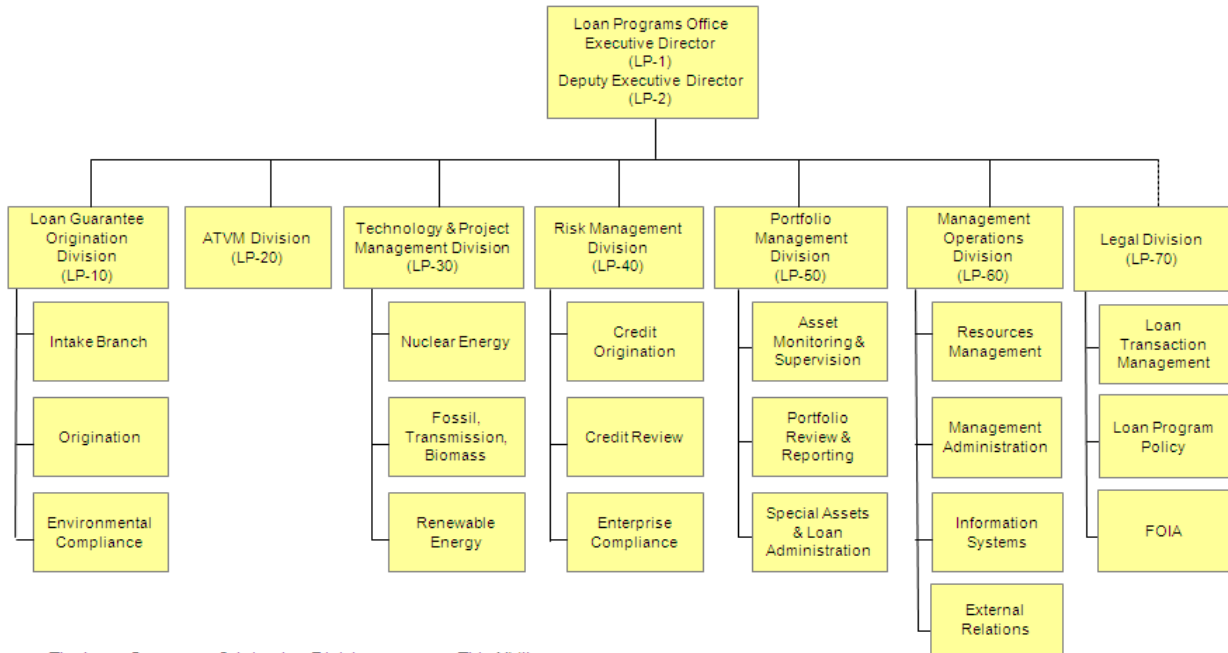 Loan Programs Office
Executive Director
(LP-1)
Deputy Executive Director
(LP-2)
Loan Guarantee
Origination
Division
(LP-10)
ATVM Division
(LP-20)
Technology & Project
Management Division
(LP-30)
Risk Management
Division
(LP-40)
Portfolio
Management
Division
(LP-50)
Management
Operations
Division
(LP-60)
Legal Division
(LP-70)
Intake Branch
Origination
Environmental
Compliance
Nuclear Energy
Fossil,
Transmission,
Biomass
Renewable
Energy
Credit
Origination
Credit Review
Enterprise
Compliance
Asset
Monitoring &
Supervision
Portfolio
Review &
Reporting
Special Assets
& Loan
Administration
Resources
Management
Management
Administration
Information
Systems
External
Relations
Loan
Transaction
Management
Loan Program
Policy
FOIA